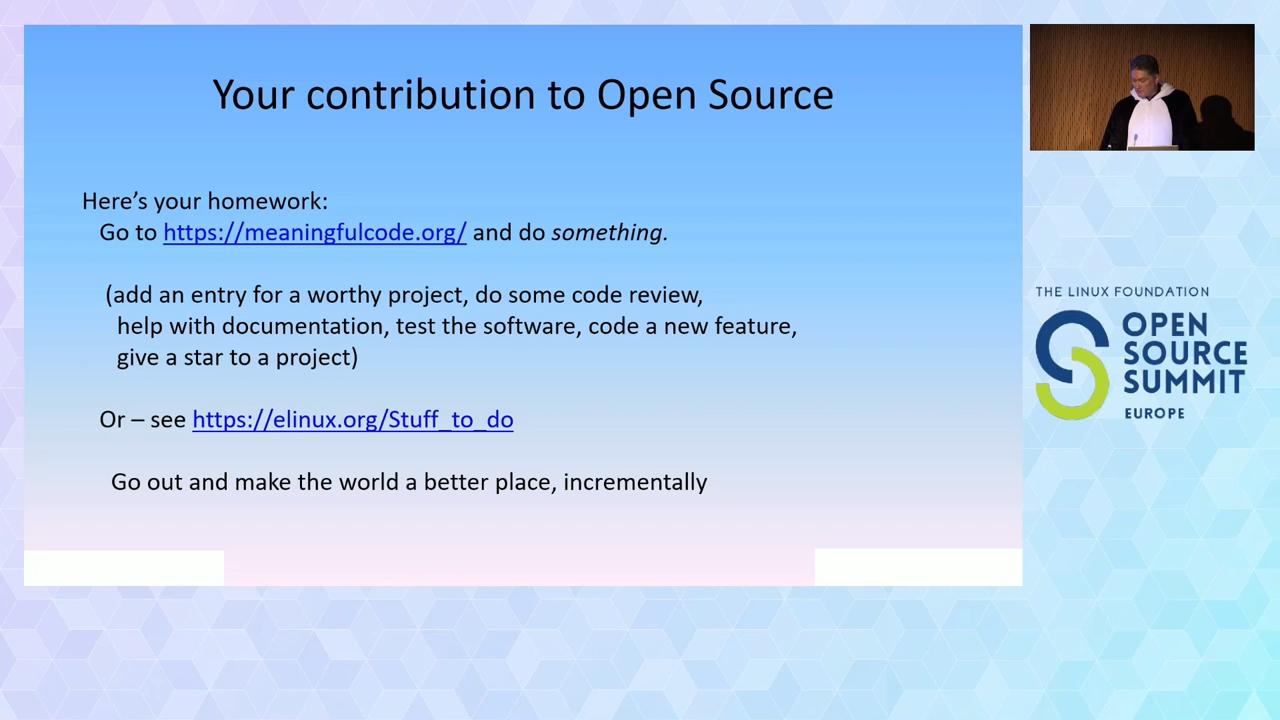 Your contribution to Open Source
Here’s your homework:
Go to https://meaningfulcode.org/ and do something.
(add an entry for a worthy project, do some code review,
help with documentation, test the software, code a new feature,
give a star to a project)
Or – see https://elinux.org/Stuff_to_do
Go out and make the world a better place, incrementally
THE LINUX FOUNDATION
OPEN
SOURCE
SUMMIT
EUROPE